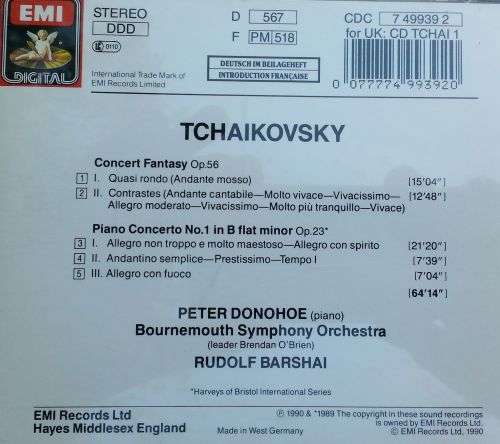 EMI
DIGITAL
STEREO
DDD
0110
International Trade Mark of
EMI Records Limited
D 567
F PM 518
DEUTSCH IM BEILAGEHEFT
INTRODUCTION FRANÇAISE
CDC 7 49939 2
for UK: CD TCHAI 1
0 077774 993920
TCHAIKOVSKY
Concert Fantasy Op.56
1 I. Quasi rondo (Andante mosso) [15'04"]
2 II. Contrastes (Andante cantabile—Molto vivace—Vivacissimo— [12'48"]
Allegro moderato—Vivacissimo—Molto più tranquillo—Vivace)
Piano Concerto No.1 in B flat minor Op.23*
3 I. Allegro non troppo e molto maestoso—Allegro con spirito [21'20"]
4 II. Andantino semplice—Prestissimo—Tempo I [7'39"]
5 III. Allegro con fuoco [7'04"]
[64'14"]
PETER DONOHOE (piano)
Bournemouth Symphony Orchestra
(leader Brendan O'Brien)
RUDOLF BARSHAI
*Harveys of Bristol International Series
EMI Records Ltd
Hayes Middlesex England
Made in West Germany
℗ 1990 & *1989 The copyright in these sound recordings
is owned by EMI Records Ltd.
© EMI Records Ltd, 1990